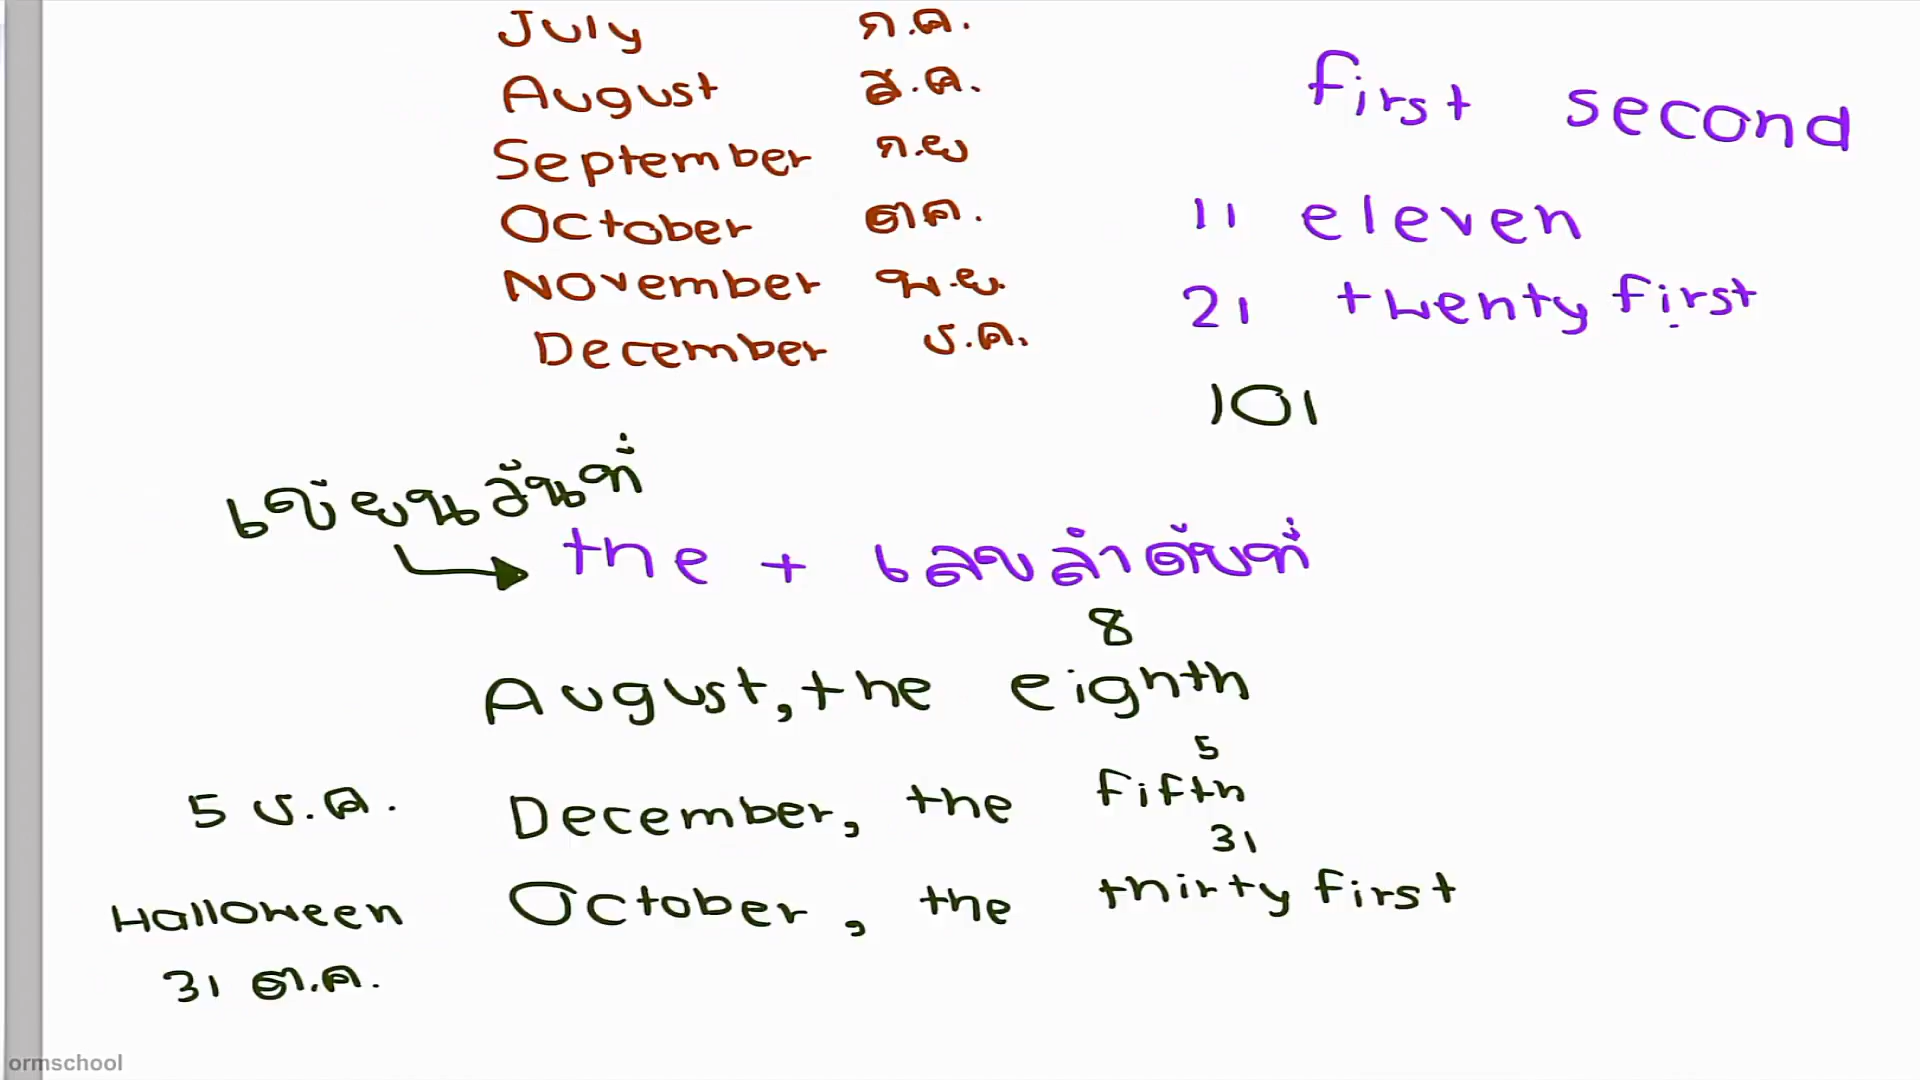 July ก.ค.
August ส.ค.
September ก.ย
October ต.ค.
November พ.ย.
December ธ.ค.
first second
11 eleven
21 twenty first
101
เขียนวันที่
the + เลขลำดับที่
8
August, the eighth
5
5 ธ.ค. December, the fifth
31
Halloween October, the thirty first
31 ต.ค.
ormschool